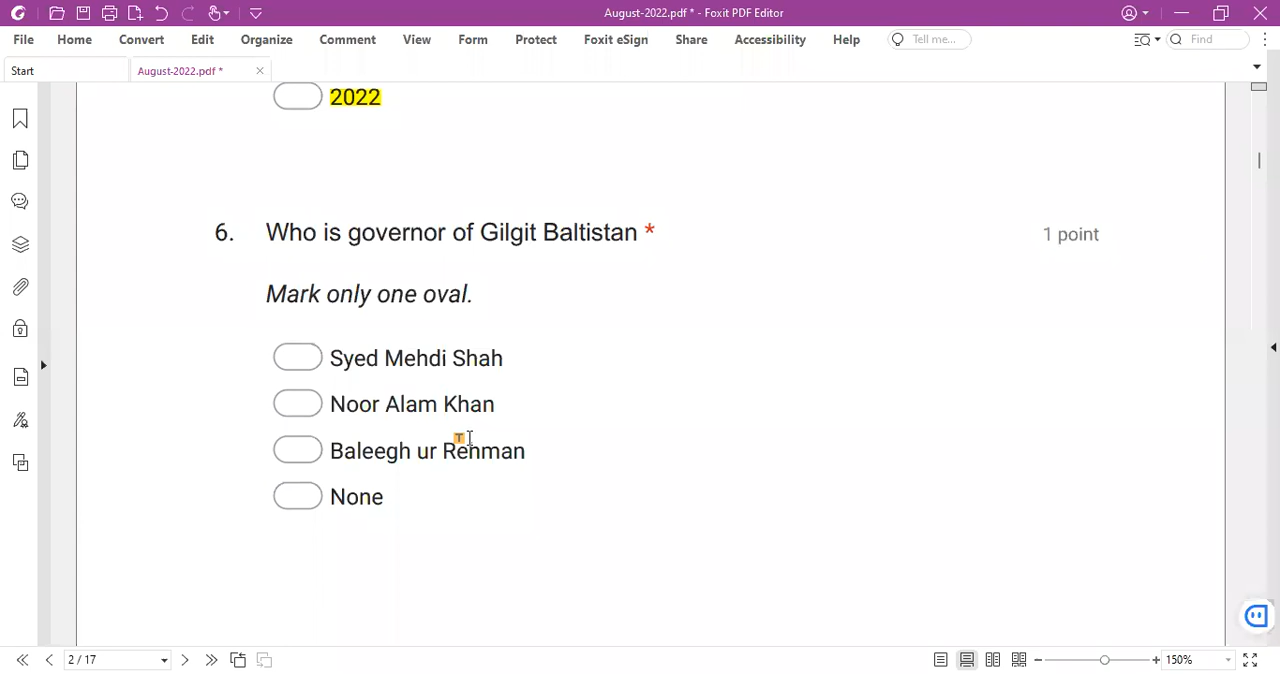 August-2022.pdf * - Foxit PDF Editor
File Home Convert Edit Organize Comment View Form Protect Foxit eSign Share Accessibility Help Tell me... Find
Start August-2022.pdf *
2022
6. Who is governor of Gilgit Baltistan * 1 point
Mark only one oval.
Syed Mehdi Shah
Noor Alam Khan
T
Baleegh ur Rehman
None
2 / 17 150%